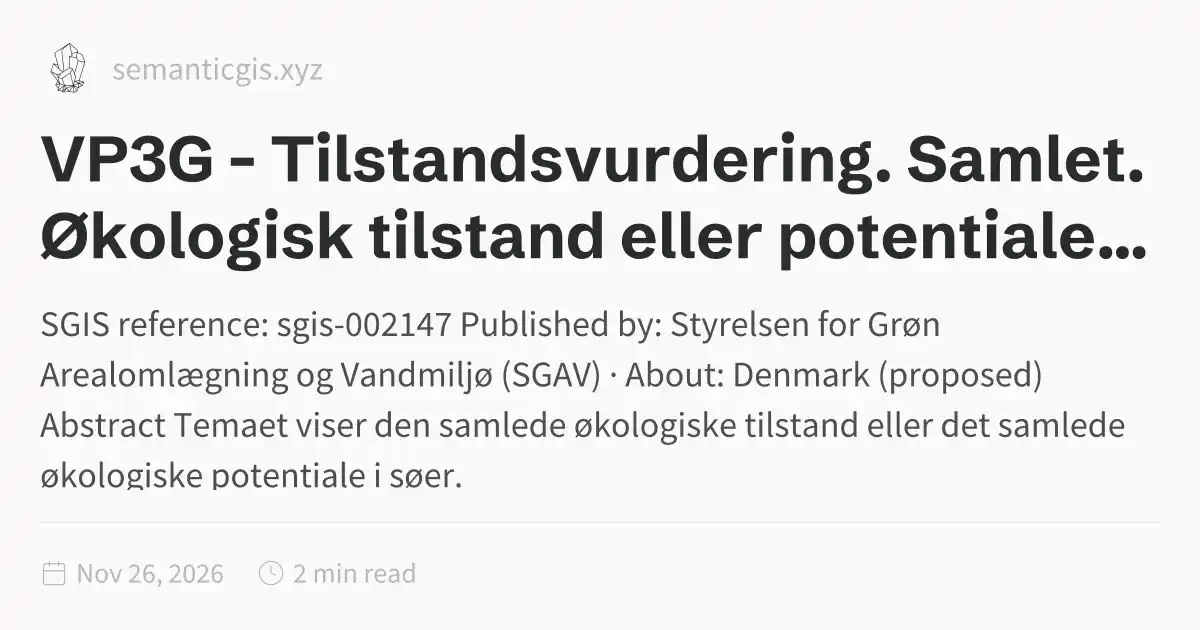 semanticgis.xyz
VP3G - Tilstandsvurdering. Samlet.
Økologisk tilstand eller potentiale...
SGIS reference: sgis-002147 Published by: Styrelsen for Grøn
Arealomlægning og Vandmiljø (SGAV) · About: Denmark (proposed)
Abstract Temaet viser den samlede økologiske tilstand eller det samlede
økologiske potentiale i søer.
Nov 26, 2026
2 min read